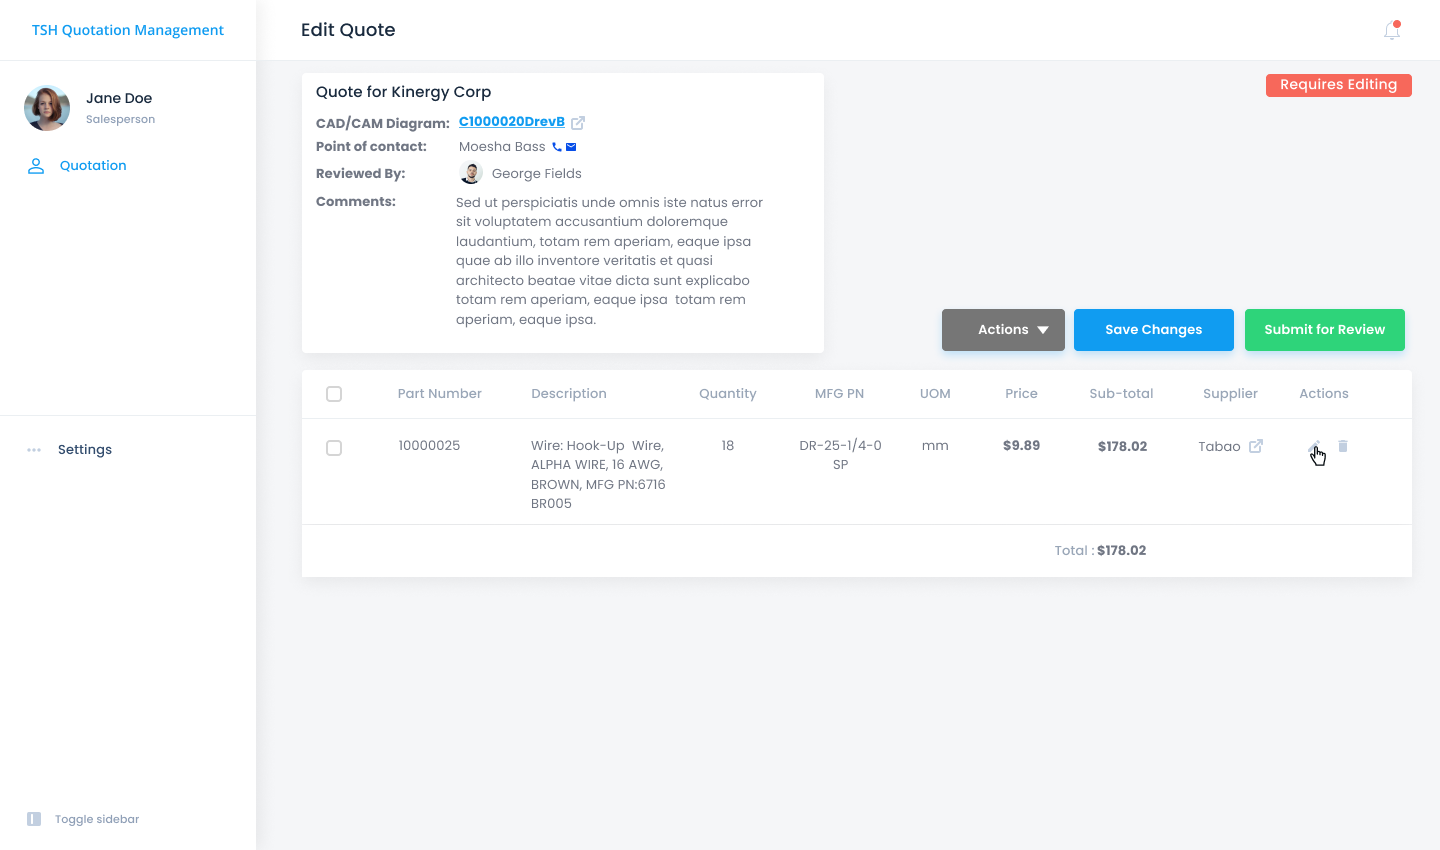 TSH Quotation Management
Edit Quote
Jane Doe
Salesperson
Quotation
Settings
Toggle sidebar
Requires Editing
Quote for Kinergy Corp
CAD/CAM Diagram: C1000020DrevB
Point of contact: Moesha Bass
Reviewed By: George Fields
Comments: Sed ut perspiciatis unde omnis iste natus error
sit voluptatem accusantium doloremque
laudantium, totam rem aperiam, eaque ipsa
quae ab illo inventore veritatis et quasi
architecto beatae vitae dicta sunt explicabo
totam rem aperiam, eaque ipsa  totam rem
aperiam, eaque ipsa.
Actions Save Changes Submit for Review
Part Number Description Quantity MFG PN UOM Price Sub-total Supplier Actions
10000025 Wire: Hook-Up  Wire, 18 DR-25-1/4-0 mm $9.89 $178.02 Tabao
ALPHA WIRE, 16 AWG, SP
BROWN, MFG PN:6716
BR005
Total : $178.02